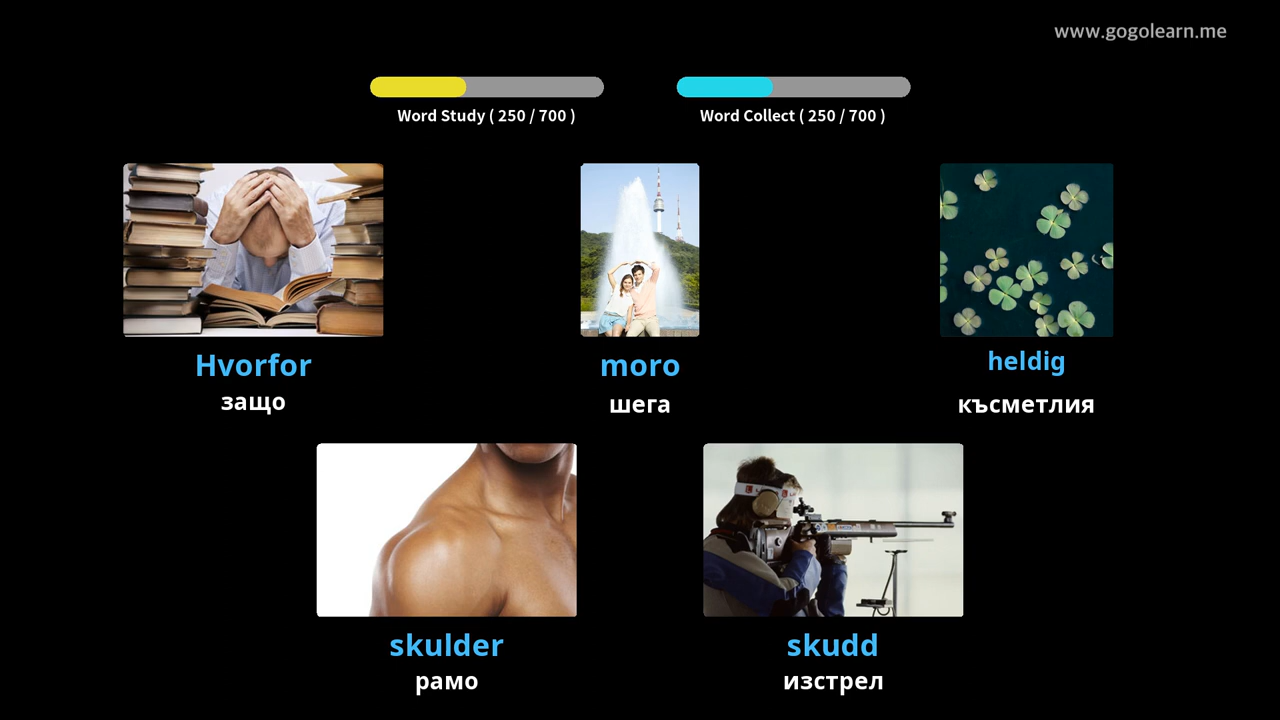 www.gogolearn.me
Word Study ( 250 / 700 )
Word Collect ( 250 / 700 )
Hvorfor
защо
moro
шега
heldig
късметлия
skulder
рамо
skudd
изстрел